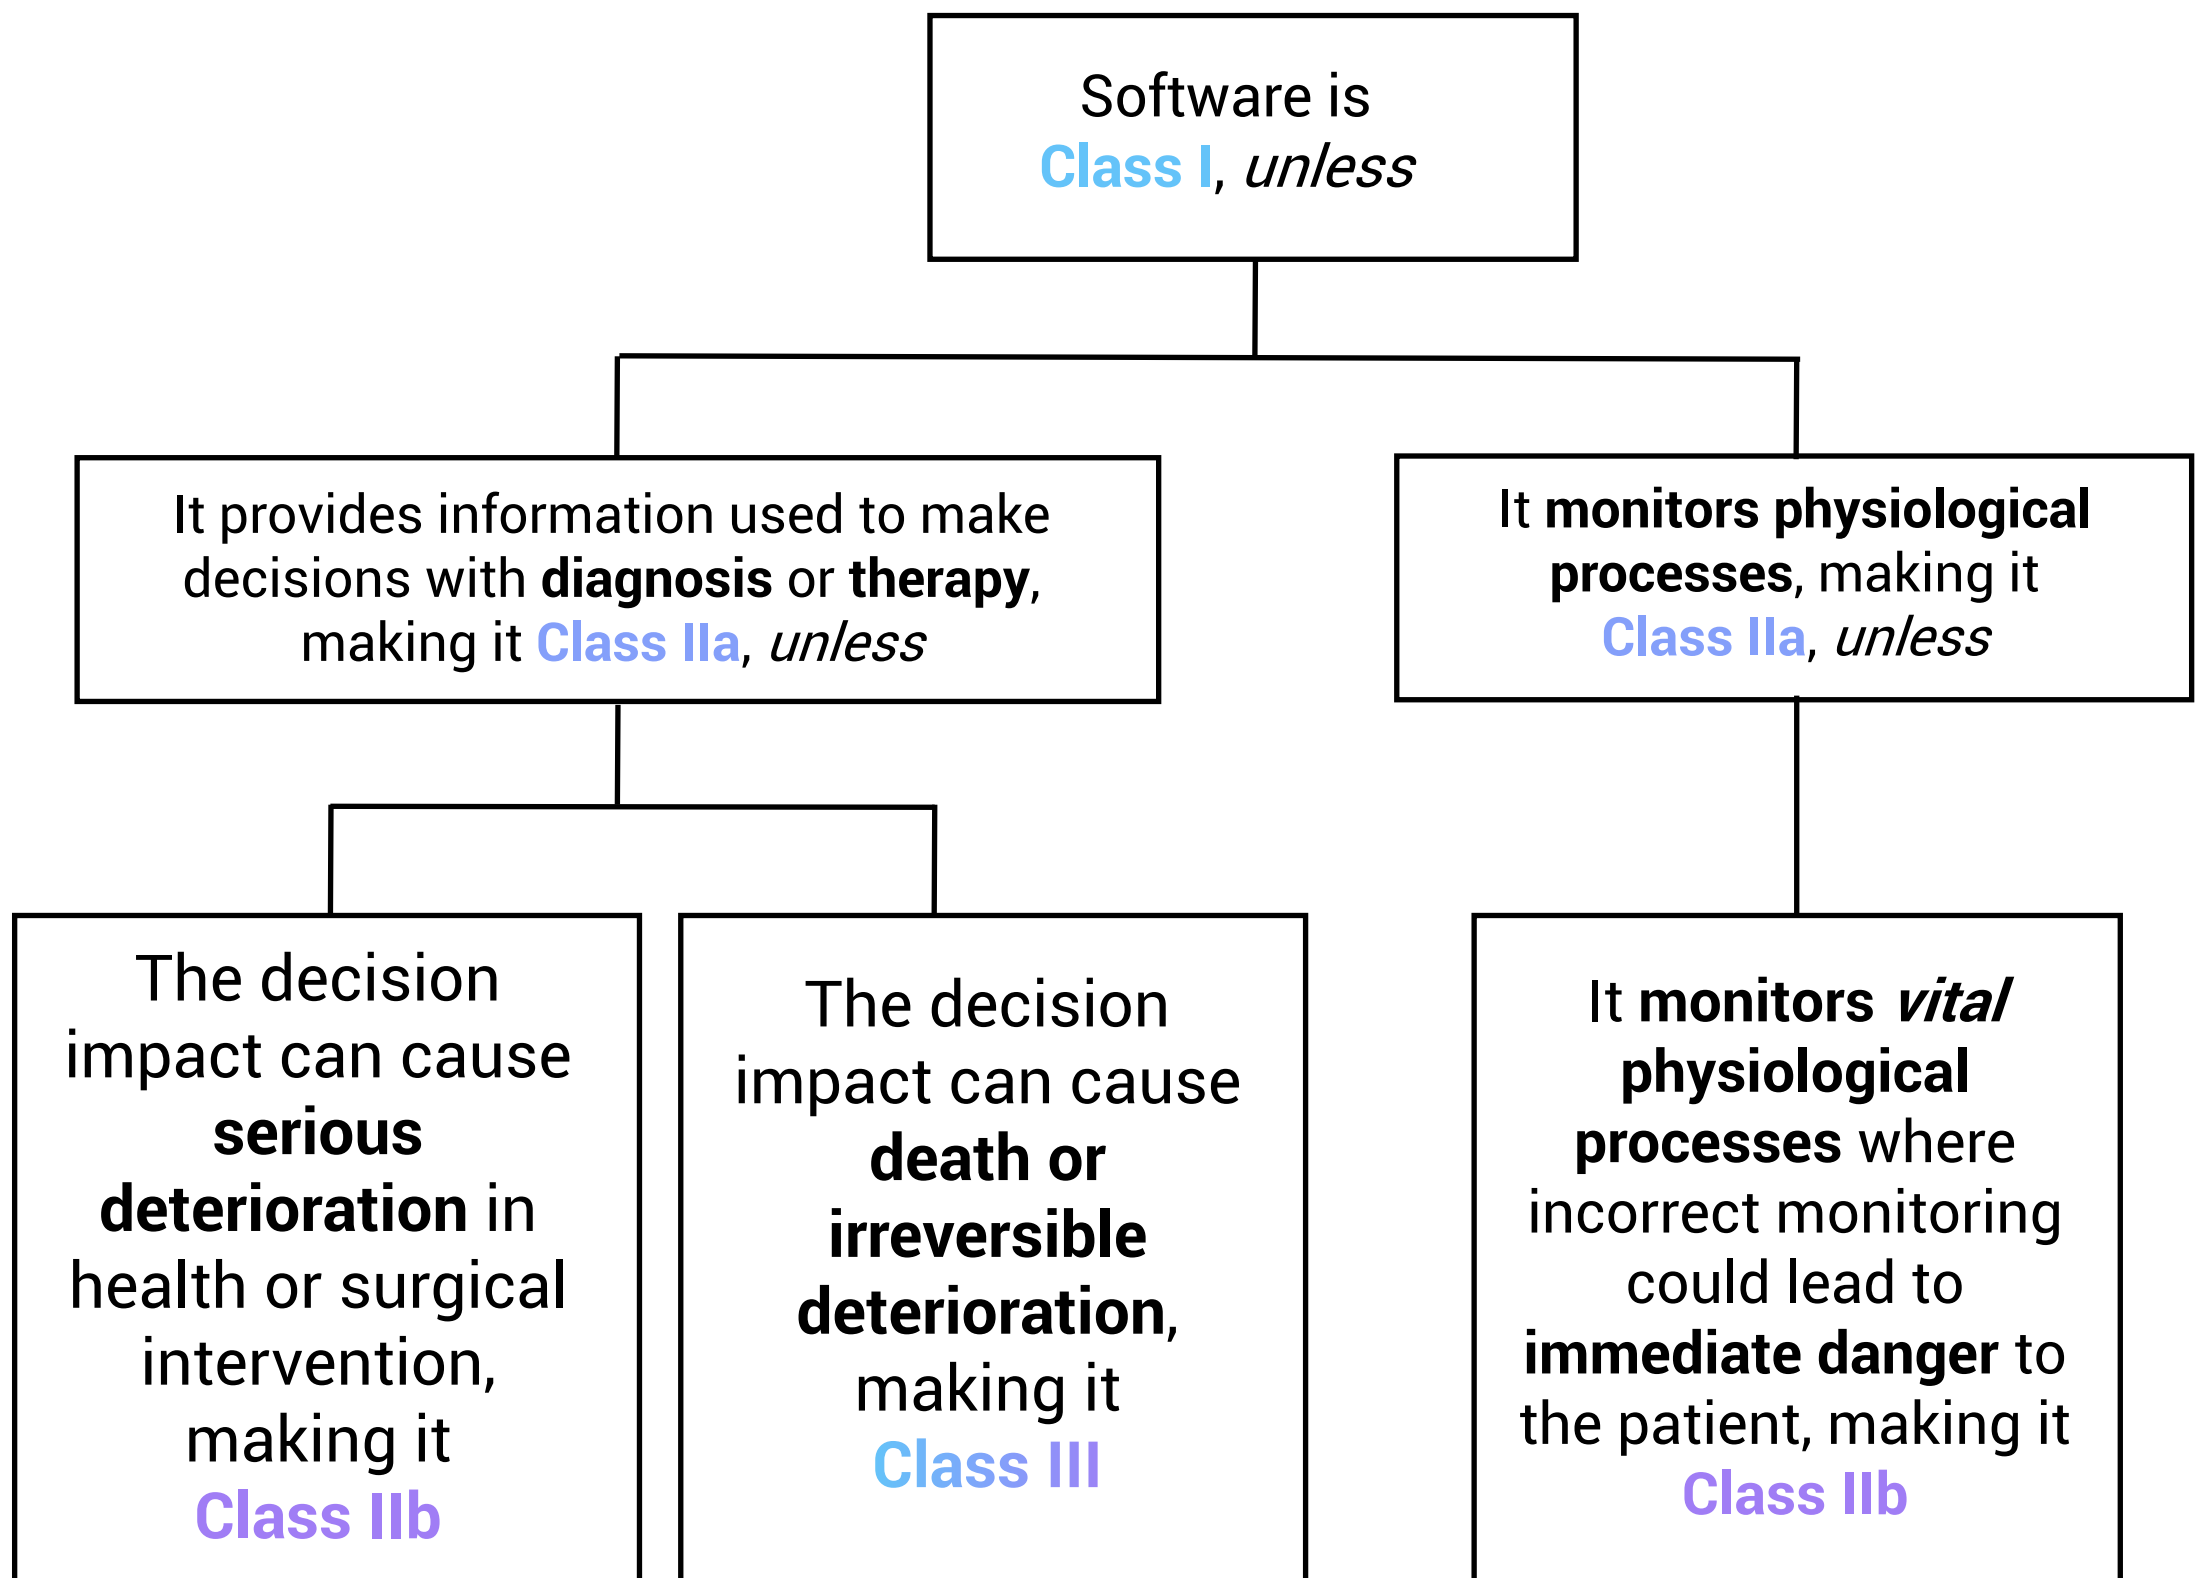 Software is
Class I, unless
It provides information used to make
decisions with diagnosis or therapy,
making it Class IIa, unless
It monitors physiological
processes, making it
Class IIa, unless
The decision
impact can cause
serious
deterioration in
health or surgical
intervention,
making it
Class IIb
The decision
impact can cause
death or
irreversible
deterioration,
making it
Class III
It monitors vital
physiological
processes where
incorrect monitoring
could lead to
immediate danger to
the patient, making it
Class IIb